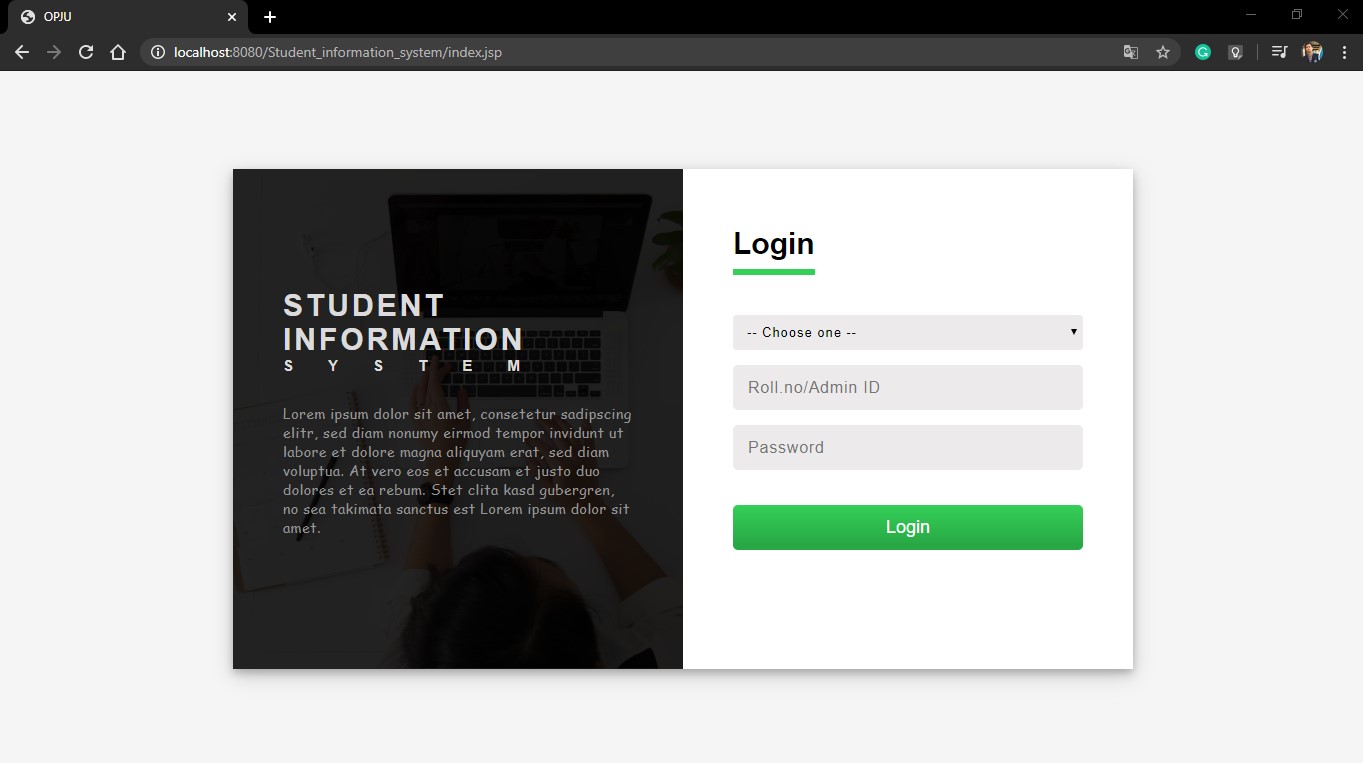 OPJU
localhost:8080/Student_information_system/index.jsp
STUDENT
INFORMATION
S Y S T E M
Lorem ipsum dolor sit amet, consetetur sadipscing
elitr, sed diam nonumy eirmod tempor invidunt ut
labore et dolore magna aliquyam erat, sed diam
voluptua. At vero eos et accusam et justo duo
dolores et ea rebum. Stet clita kasd gubergren,
no sea takimata sanctus est Lorem ipsum dolor sit
amet.
Login
-- Choose one --
Roll.no/Admin ID
Password
Login